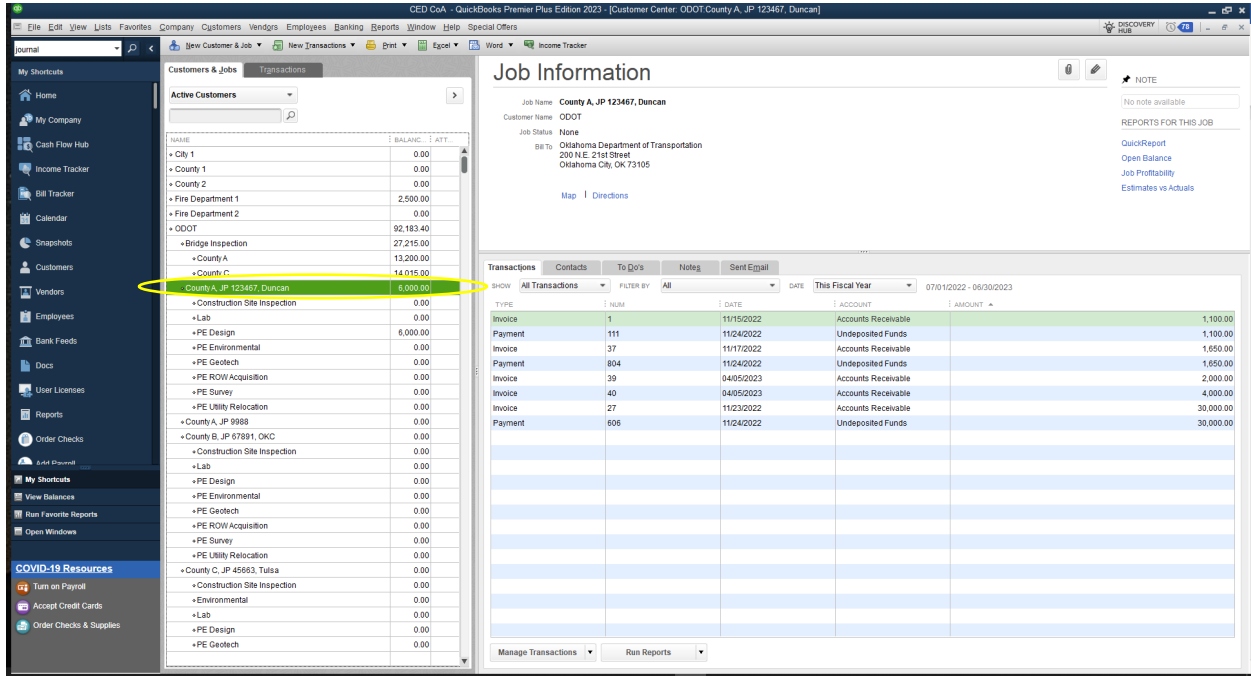 CED CoA - QuickBooks Premier Plus Edition 2023 - [Customer Center: ODOT:County A, JP 123467, Duncan]
File Edit View Lists Favorites Company Customers Vendors Employees Banking Reports Window Help Special Offers
DISCOVERY HUB 78
journal
New Customer & Job New Transactions Print Excel Word Income Tracker
My Shortcuts
Home
My Company
Cash Flow Hub
Income Tracker
Bill Tracker
Calendar
Snapshots
Customers
Vendors
Employees
Bank Feeds
Docs
User Licenses
Reports
Order Checks
Add Payroll
My Shortcuts
View Balances
Run Favorite Reports
Open Windows
COVID-19 Resources
Turn on Payroll
Accept Credit Cards
Order Checks & Supplies
Customers & Jobs Transactions
Active Customers
NAME BALANC... ATT...
City 1 0.00
County 1 0.00
County 2 0.00
Fire Department 1 2,500.00
Fire Department 2 0.00
ODOT 92,183.40
Bridge Inspection 27,215.00
County A 13,200.00
County C 14,015.00
County A, JP 123467, Duncan 6,000.00
Construction Site Inspection 0.00
Lab 0.00
PE Design 6,000.00
PE Environmental 0.00
PE Geotech 0.00
PE ROW Acquisition 0.00
PE Survey 0.00
PE Utility Relocation 0.00
County A, JP 9988 0.00
County B, JP 67891, OKC 0.00
Construction Site Inspection 0.00
Lab 0.00
PE Design 0.00
PE Environmental 0.00
PE Geotech 0.00
PE ROW Acquisition 0.00
PE Survey 0.00
PE Utility Relocation 0.00
County C, JP 45663, Tulsa 0.00
Construction Site Inspection 0.00
Environmental 0.00
Lab 0.00
PE Design 0.00
PE Geotech 0.00
Job Information
Job Name County A, JP 123467, Duncan
Customer Name ODOT
Job Status None
Bill To Oklahoma Department of Transportation
200 N.E. 21st Street
Oklahoma City, OK 73105
Map | Directions
NOTE
No note available
REPORTS FOR THIS JOB
QuickReport
Open Balance
Job Profitability
Estimates vs Actuals
Transactions Contacts To Do's Notes Sent Email
SHOW All Transactions FILTER BY All DATE This Fiscal Year 07/01/2022 - 06/30/2023
TYPE NUM DATE ACCOUNT AMOUNT
Invoice 1 11/15/2022 Accounts Receivable 1,100.00
Payment 111 11/24/2022 Undeposited Funds 1,100.00
Invoice 37 11/17/2022 Accounts Receivable 1,650.00
Payment 804 11/24/2022 Undeposited Funds 1,650.00
Invoice 39 04/05/2023 Accounts Receivable 2,000.00
Invoice 40 04/05/2023 Accounts Receivable 4,000.00
Invoice 27 11/23/2022 Accounts Receivable 30,000.00
Payment 606 11/24/2022 Undeposited Funds 30,000.00
Manage Transactions Run Reports